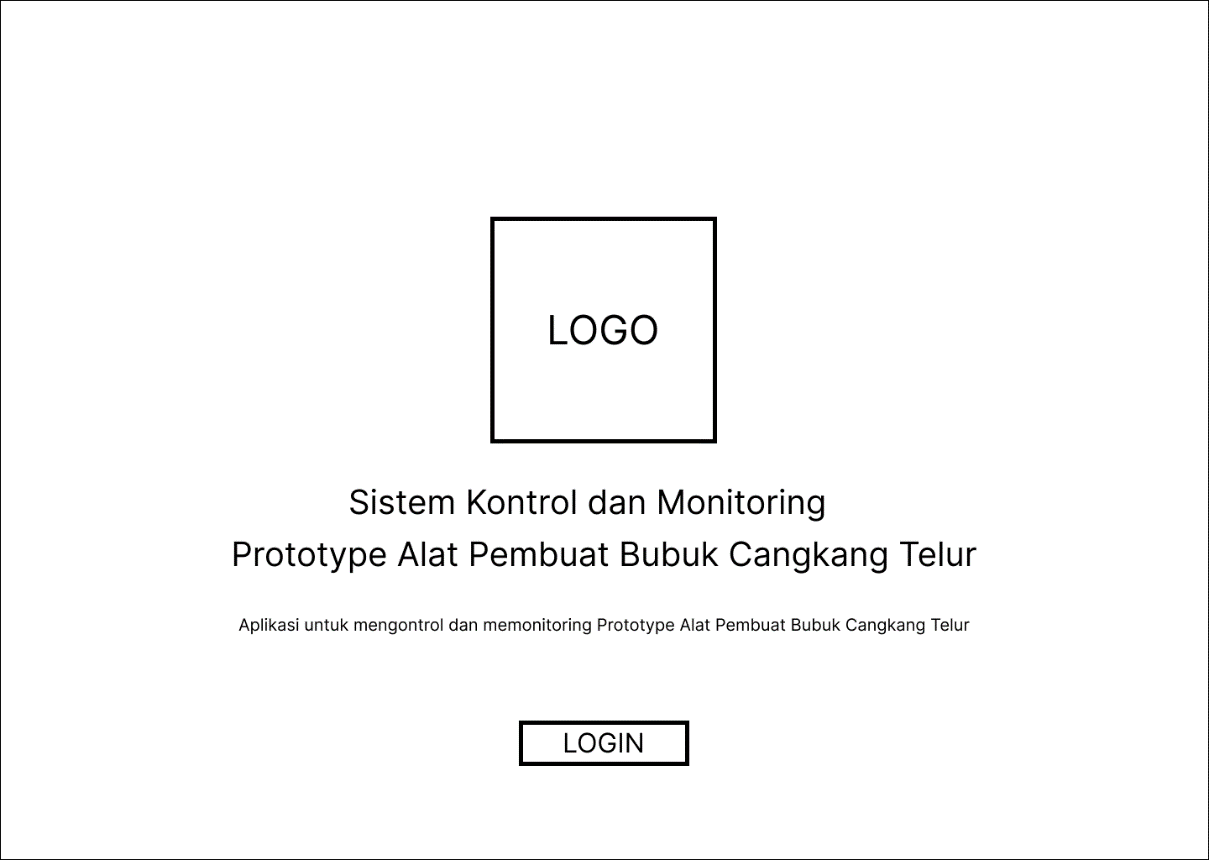 LOGO
Sistem Kontrol dan Monitoring
Prototype Alat Pembuat Bubuk Cangkang Telur
Aplikasi untuk mengontrol dan memonitoring Prototype Alat Pembuat Bubuk Cangkang Telur
LOGIN